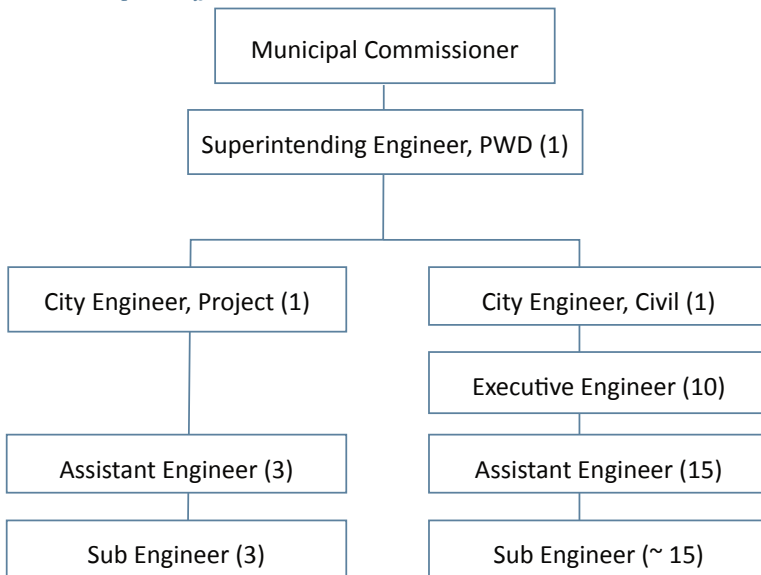 Municipal Commissioner
Superintending Engineer, PWD (1)
City Engineer, Project (1)
City Engineer, Civil (1)
Executive Engineer (10)
Assistant Engineer (3)
Assistant Engineer (15)
Sub Engineer (3)
Sub Engineer (~ 15)